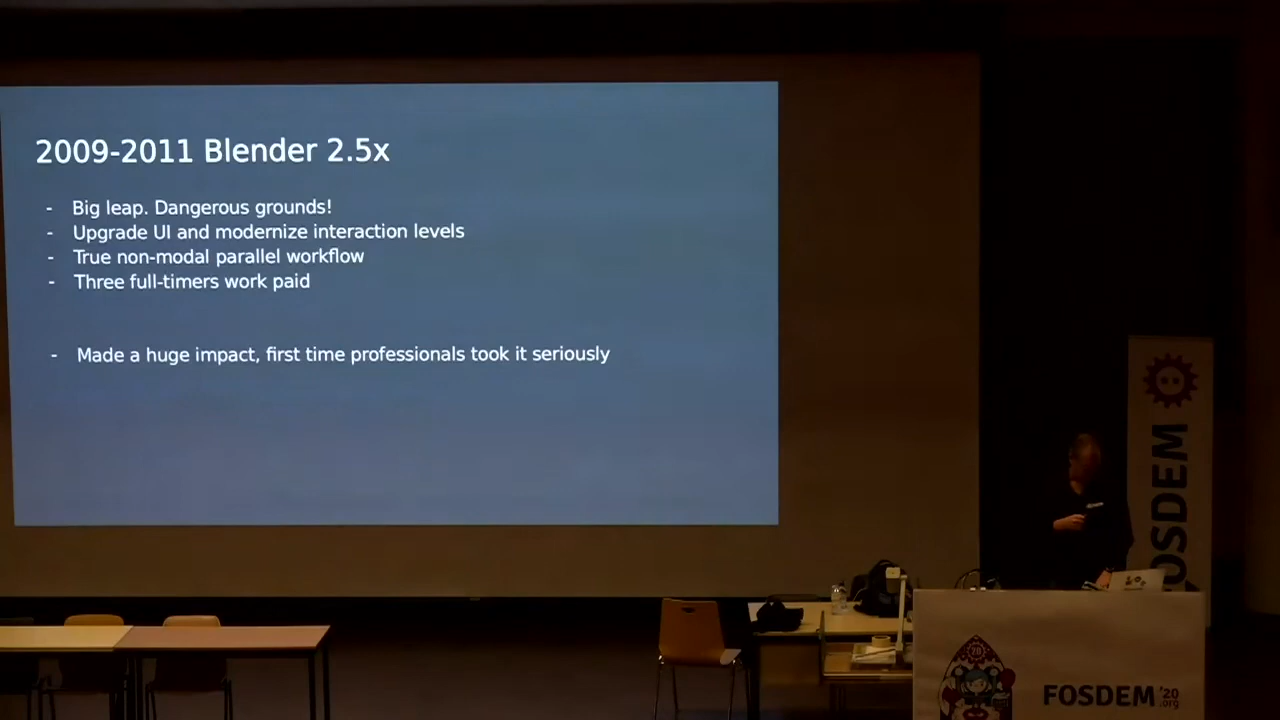 2009-2011 Blender 2.5x
- Big leap. Dangerous grounds!
- Upgrade UI and modernize interaction levels
- True non-modal parallel workflow
- Three full-timers work paid
- Made a huge impact, first time professionals took it seriously
FOSDEM
20
FOSDEM '20
.org